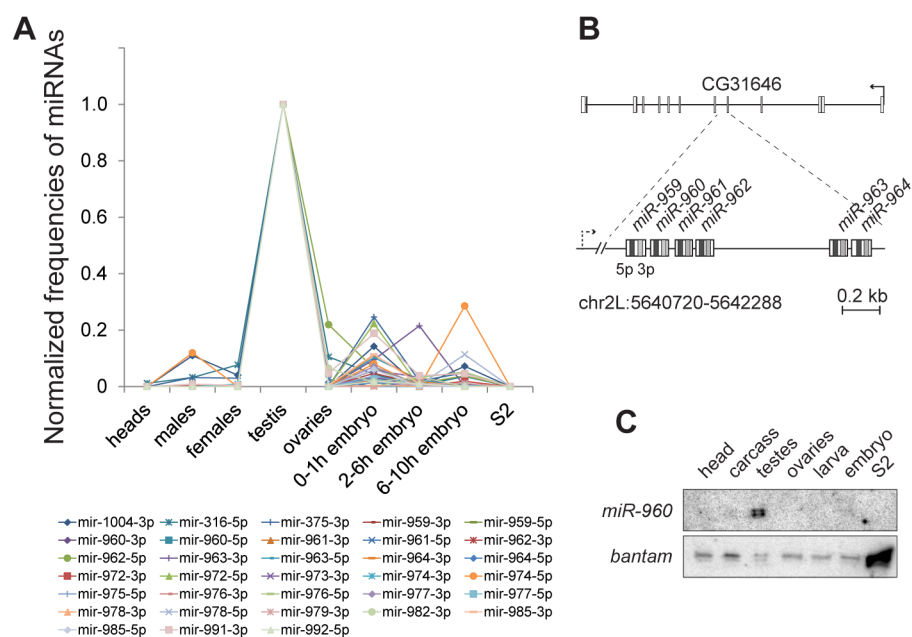 A
Normalized frequencies of miRNAs
1.0
0.8
0.6
0.4
0.2
0
heads
males
females
testis
ovaries
0-1h embryo
2-6h embryo
6-10h embryo
S2
mir-1004-3p mir-316-5p mir-375-3p mir-959-3p mir-959-5p
mir-960-3p mir-960-5p mir-961-3p mir-961-5p mir-962-3p
mir-962-5p mir-963-3p mir-963-5p mir-964-3p mir-964-5p
mir-972-3p mir-972-5p mir-973-3p mir-974-3p mir-974-5p
mir-975-5p mir-976-3p mir-976-5p mir-977-3p mir-977-5p
mir-978-3p mir-978-5p mir-979-3p mir-982-3p mir-985-3p
mir-985-5p mir-991-3p mir-992-5p
B
CG31646
miR-959
miR-960
miR-961
miR-962
miR-963
miR-964
5p 3p
chr2L:5640720-5642288
0.2 kb
C
head
carcass
testes
ovaries
larva
embryo
S2
miR-960
bantam